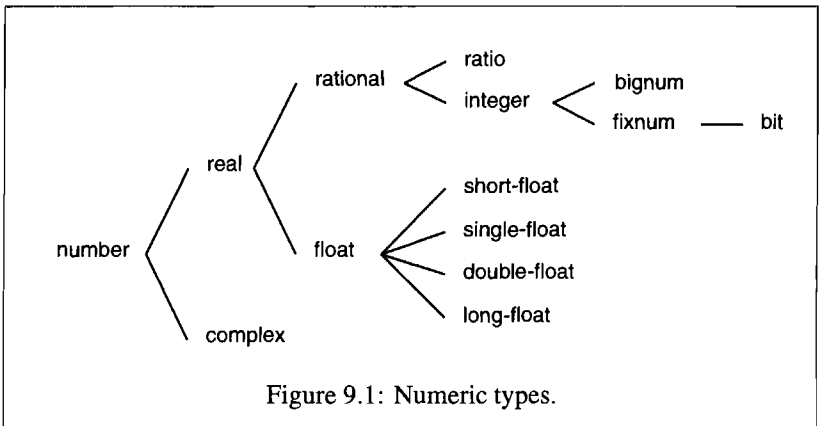 ratio
rational
bignum
integer
fixnum
bit
real
short-float
single-float
number
float
double-float
long-float
complex
Figure 9.1: Numeric types.